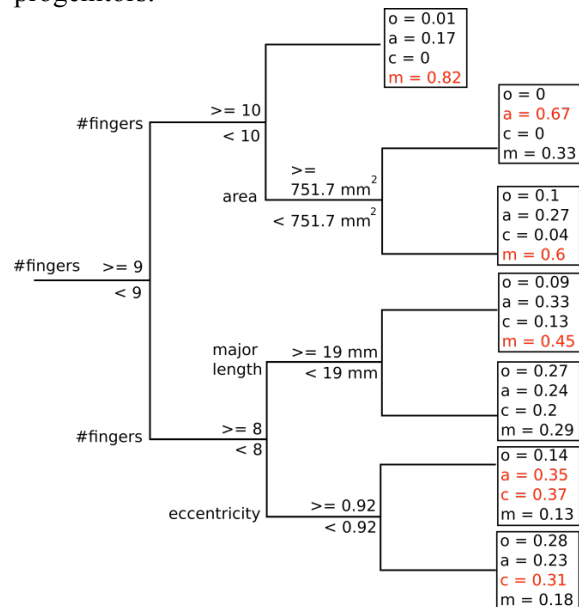 progenitors.
o = 0.01
a = 0.17
c = 0
m = 0.82
#fingers
>= 10
< 10
o = 0
a = 0.67
c = 0
m = 0.33
area
>=
751.7 mm²
< 751.7 mm²
o = 0.1
a = 0.27
c = 0.04
m = 0.6
#fingers
>= 9
< 9
o = 0.09
a = 0.33
c = 0.13
m = 0.45
major
length
>= 19 mm
< 19 mm
o = 0.27
a = 0.24
c = 0.2
m = 0.29
#fingers
>= 8
< 8
o = 0.14
a = 0.35
c = 0.37
m = 0.13
eccentricity
>= 0.92
< 0.92
o = 0.28
a = 0.23
c = 0.31
m = 0.18